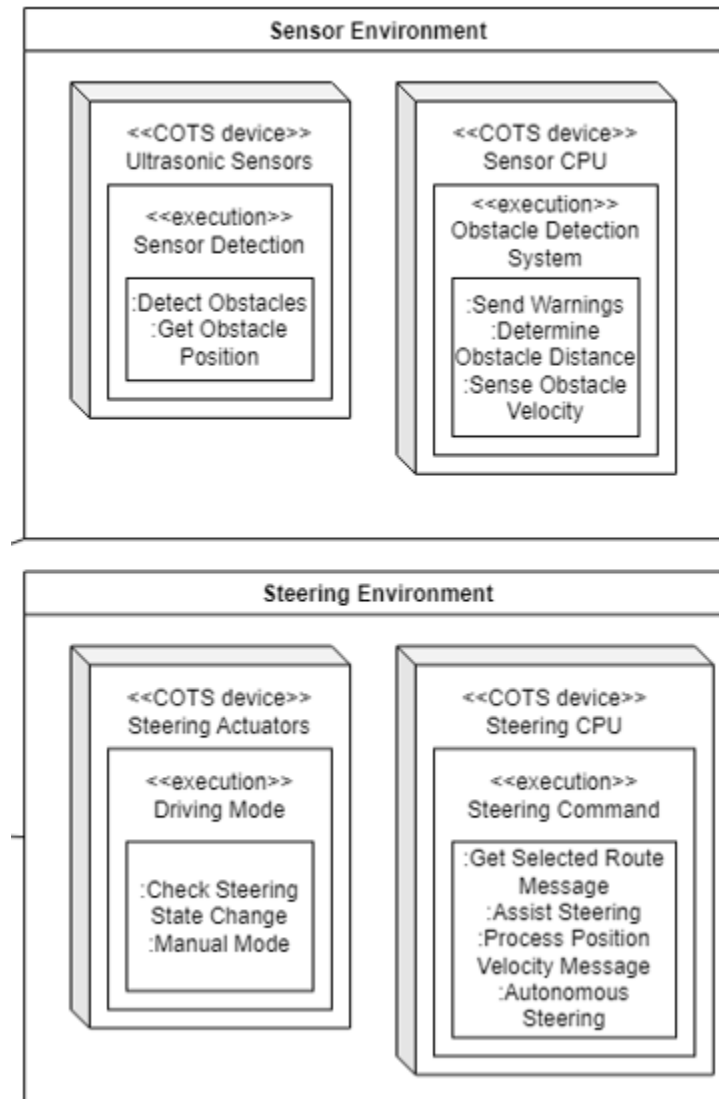 Sensor Environment
<<COTS device>>
Ultrasonic Sensors
<<execution>>
Sensor Detection
:Detect Obstacles
:Get Obstacle
Position
<<COTS device>>
Sensor CPU
<<execution>>
Obstacle Detection
System
:Send Warnings
:Determine
Obstacle Distance
:Sense Obstacle
Velocity
Steering Environment
<<COTS device>>
Steering Actuators
<<execution>>
Driving Mode
:Check Steering
State Change
:Manual Mode
<<COTS device>>
Steering CPU
<<execution>>
Steering Command
:Get Selected Route
Message
:Assist Steering
:Process Position
Velocity Message
:Autonomous
Steering